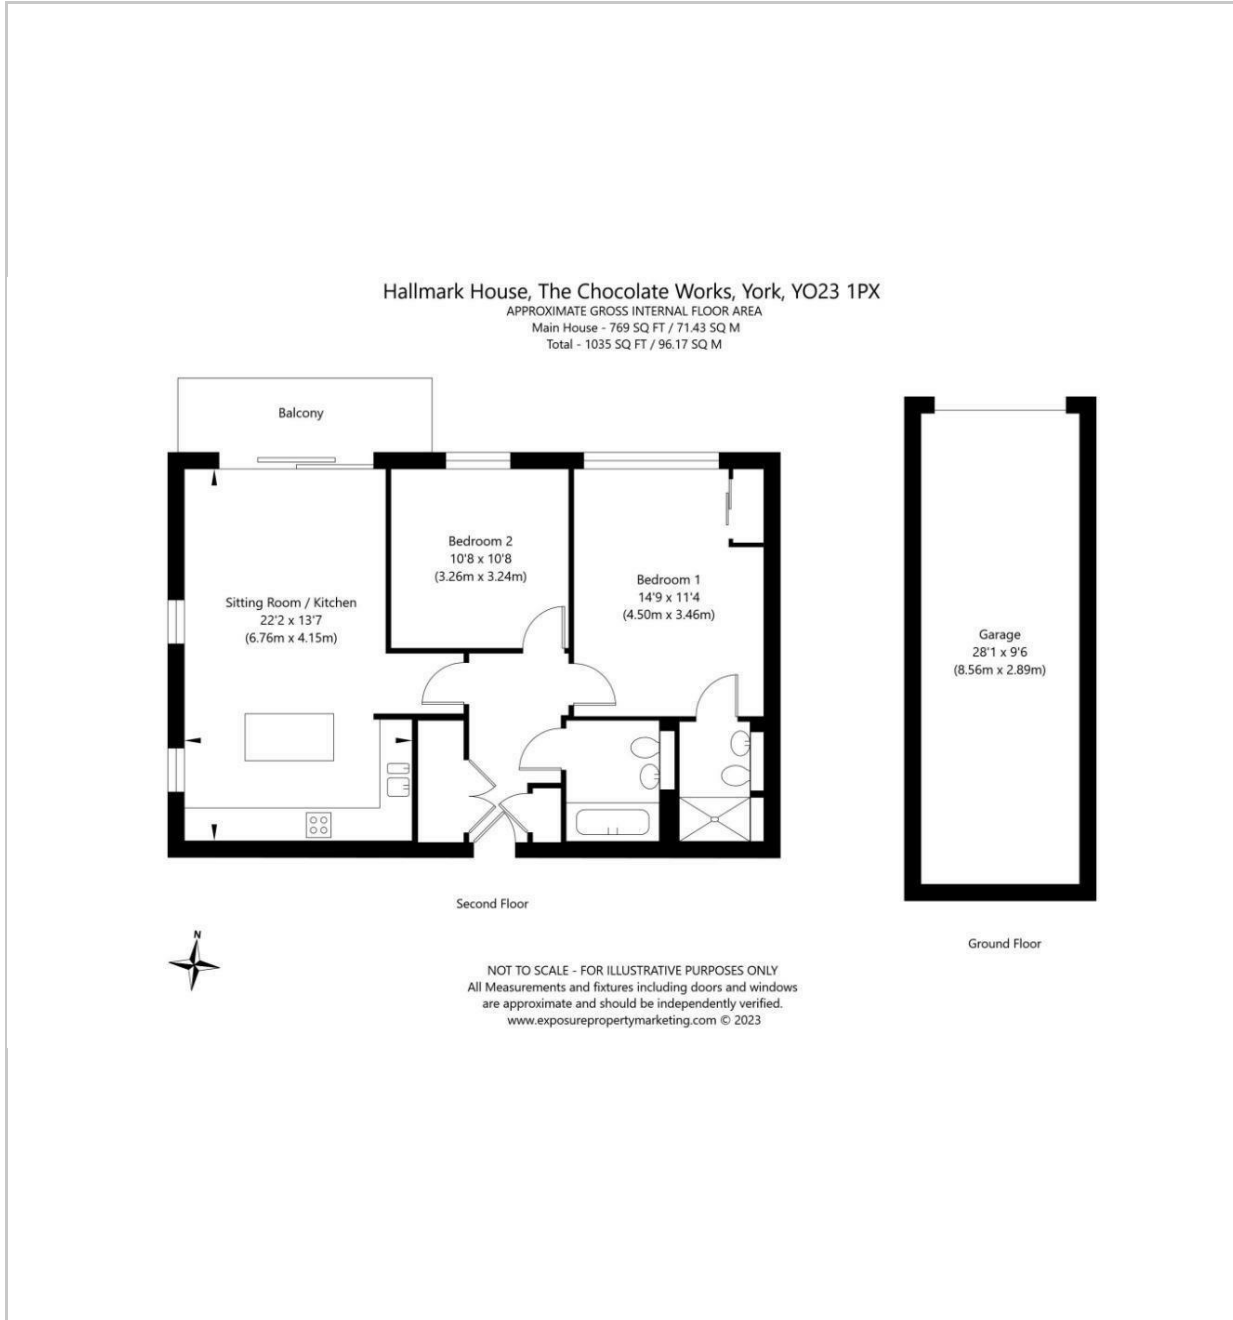 Hallmark House, The Chocolate Works, York, YO23 1PX
APPROXIMATE GROSS INTERNAL FLOOR AREA
Main House - 769 SQ FT / 71.43 SQ M
Total - 1035 SQ FT / 96.17 SQ M
Balcony
Bedroom 2
10'8 x 10'8
(3.26m x 3.24m)
Bedroom 1
14'9 x 11'4
(4.50m x 3.46m)
Sitting Room / Kitchen
22'2 x 13'7
(6.76m x 4.15m)
Garage
28'1 x 9'6
(8.56m x 2.89m)
Second Floor
Ground Floor
N
NOT TO SCALE - FOR ILLUSTRATIVE PURPOSES ONLY
All Measurements and fixtures including doors and windows
are approximate and should be independently verified.
www.exposurepropertymarketing.com © 2023